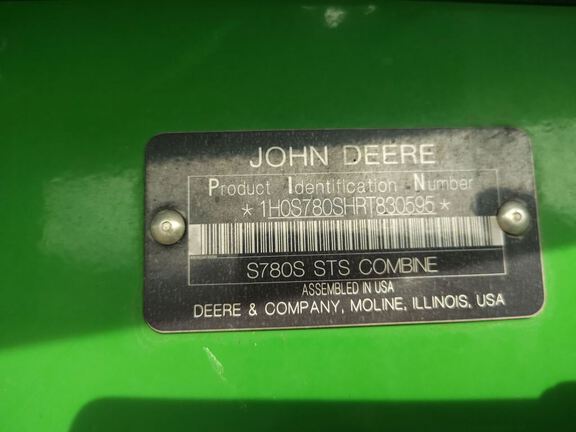 JOHN DEERE
Product Identification Number
*1H0S780SHRT830595*
S780S STS COMBINE
ASSEMBLED IN USA
DEERE & COMPANY, MOLINE, ILLINOIS, USA